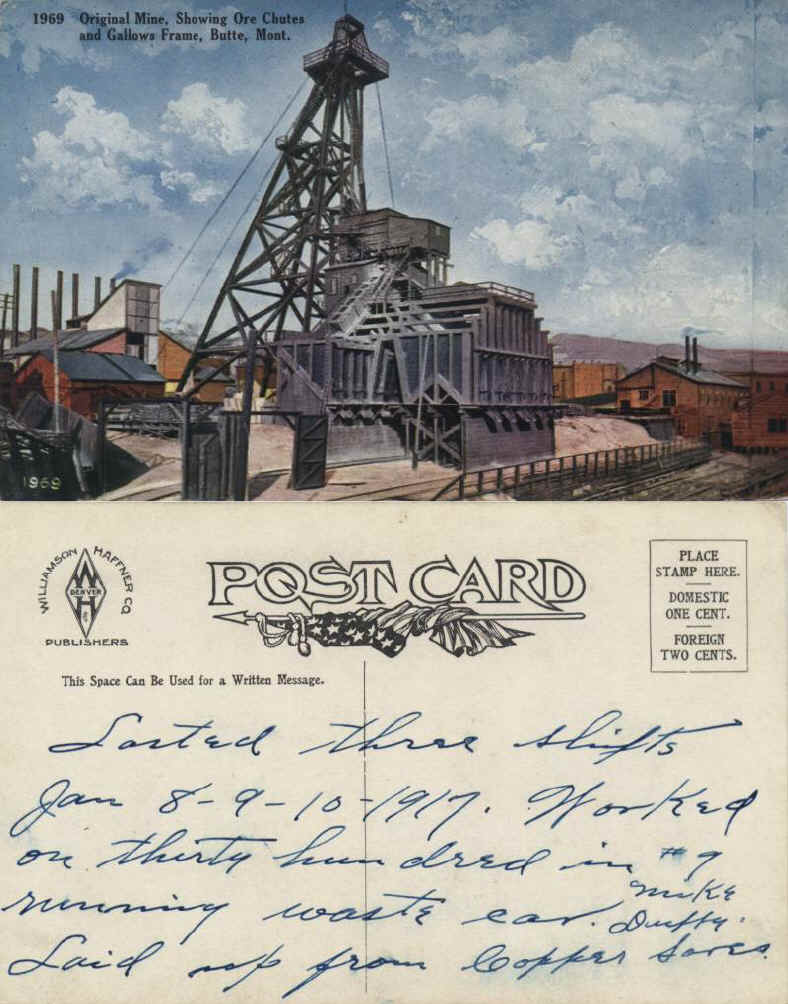 1969 Original Mine, Showing Ore Chutes
and Gallows Frame, Butte, Mont.
1969
WILLIAMSON HAFFNER CO
W
DENVER
H
PUBLISHERS
POST CARD
PLACE
STAMP HERE.
DOMESTIC
ONE CENT.
FOREIGN
TWO CENTS.
This Space Can Be Used for a Written Message.
Lasted three shifts
Jan 8-9-10-1917. Worked
on thirty hundred in #9
running waste car. Mike
Duffy.
Laid up from Copper Sores.